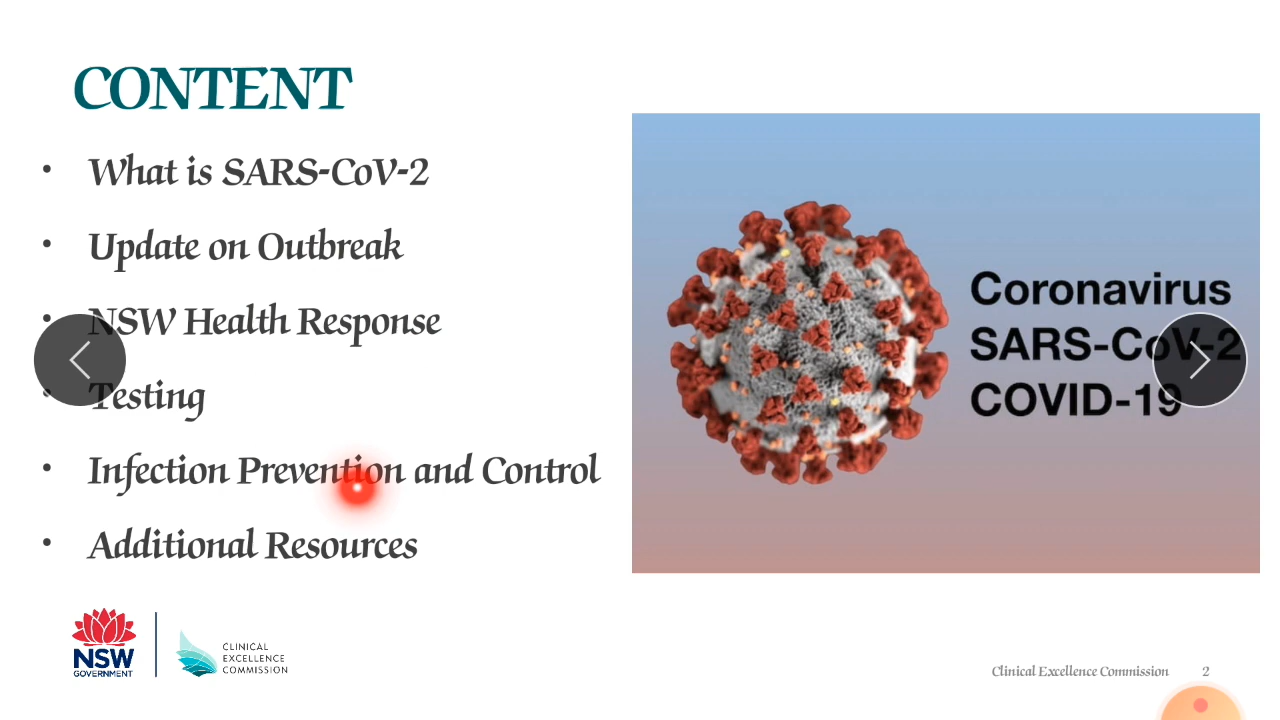 CONTENT
• What is SARS-CoV-2
• Update on Outbreak
• NSW Health Response
• Testing
• Infection Prevention and Control
• Additional Resources
Coronavirus
SARS-CoV-2
COVID-19
NSW
GOVERNMENT
CLINICAL
EXCELLENCE
COMMISSION
Clinical Excellence Commission 2